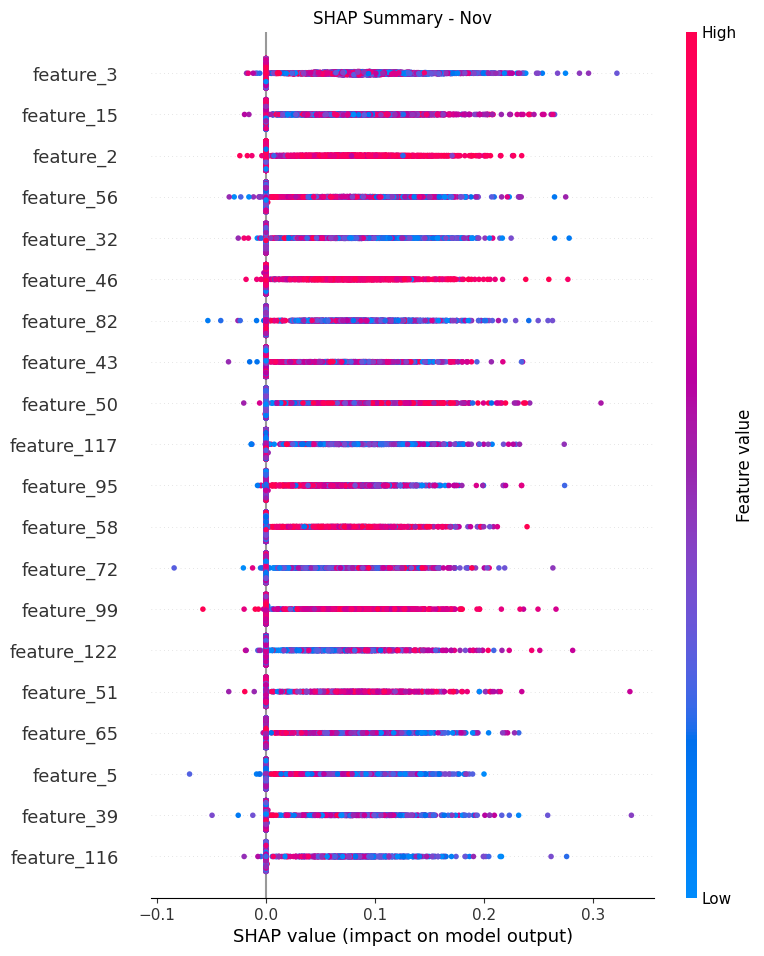 SHAP Summary - Nov
High
feature_3
feature_15
feature_2
feature_56
feature_32
feature_46
feature_82
feature_43
feature_50
feature_117
feature_95
feature_58
feature_72
feature_99
feature_122
feature_51
feature_65
feature_5
feature_39
feature_116
Feature value
Low
−0.1 0.0 0.1 0.2 0.3
SHAP value (impact on model output)